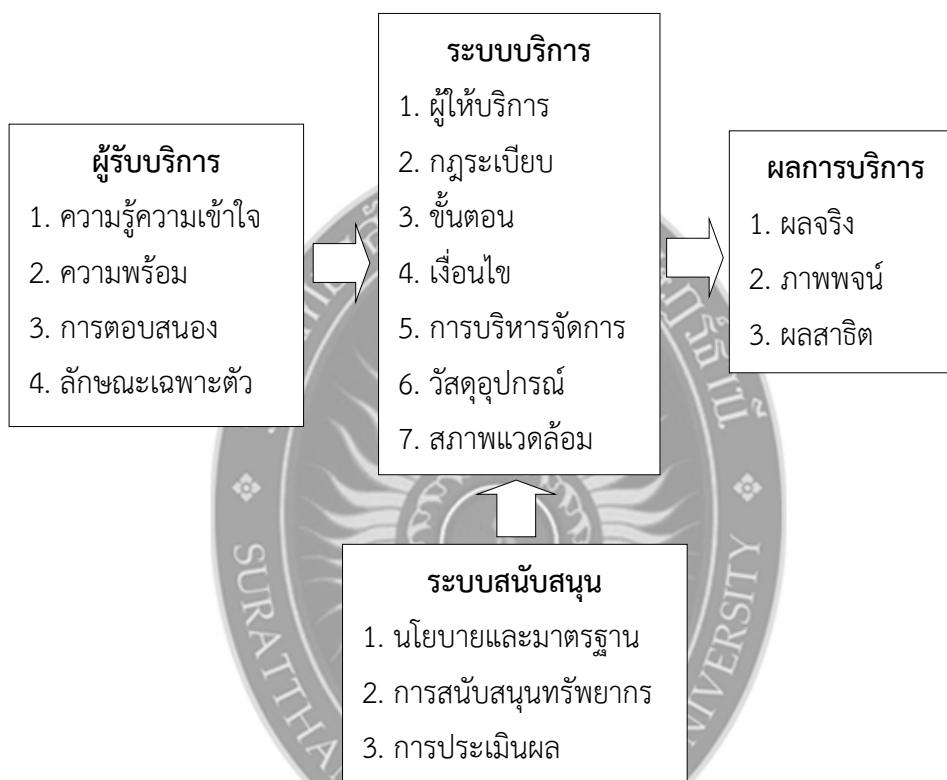 ระบบบริการ
1. ผู้ให้บริการ
2. กฎระเบียบ
3. ขั้นตอน
4. เงื่อนไข
5. การบริหารจัดการ
6. วัสดุอุปกรณ์
7. สภาพแวดล้อม
ผู้รับบริการ
1. ความรู้ความเข้าใจ
2. ความพร้อม
3. การตอบสนอง
4. ลักษณะเฉพาะตัว
ผลการบริการ
1. ผลจริง
2. ภาพพจน์
3. ผลสาธิต
ระบบสนับสนุน
1. นโยบายและมาตรฐาน
2. การสนับสนุนทรัพยากร
3. การประเมินผล